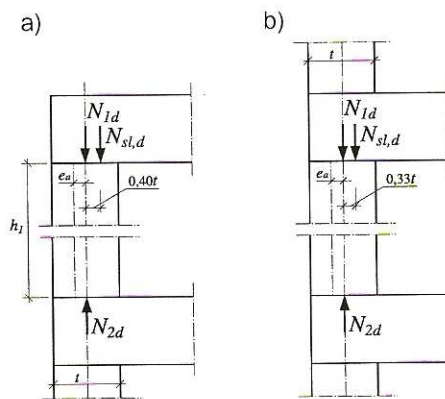 a)
N1d
Nsl,d
ea
0,40t
h1
N2d
t
b)
t
N1d
Nsl,d
ea
0,33t
N2d